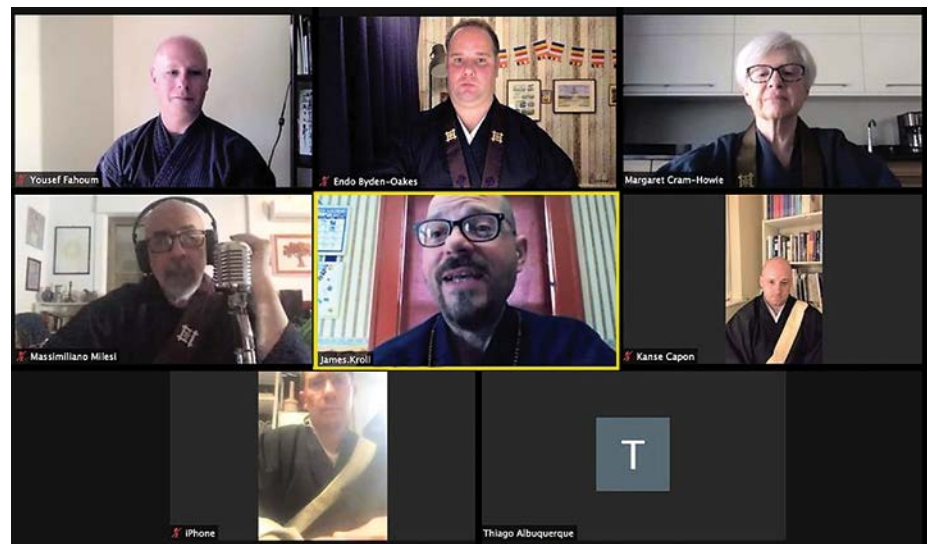 Yousef Fahoum
Endo Byden-Oakes
Margaret Cram-Howie
Massimiliano Milesi
James.Kroll
Kanse Capon
iPhone
T
Thiago Albuquerque